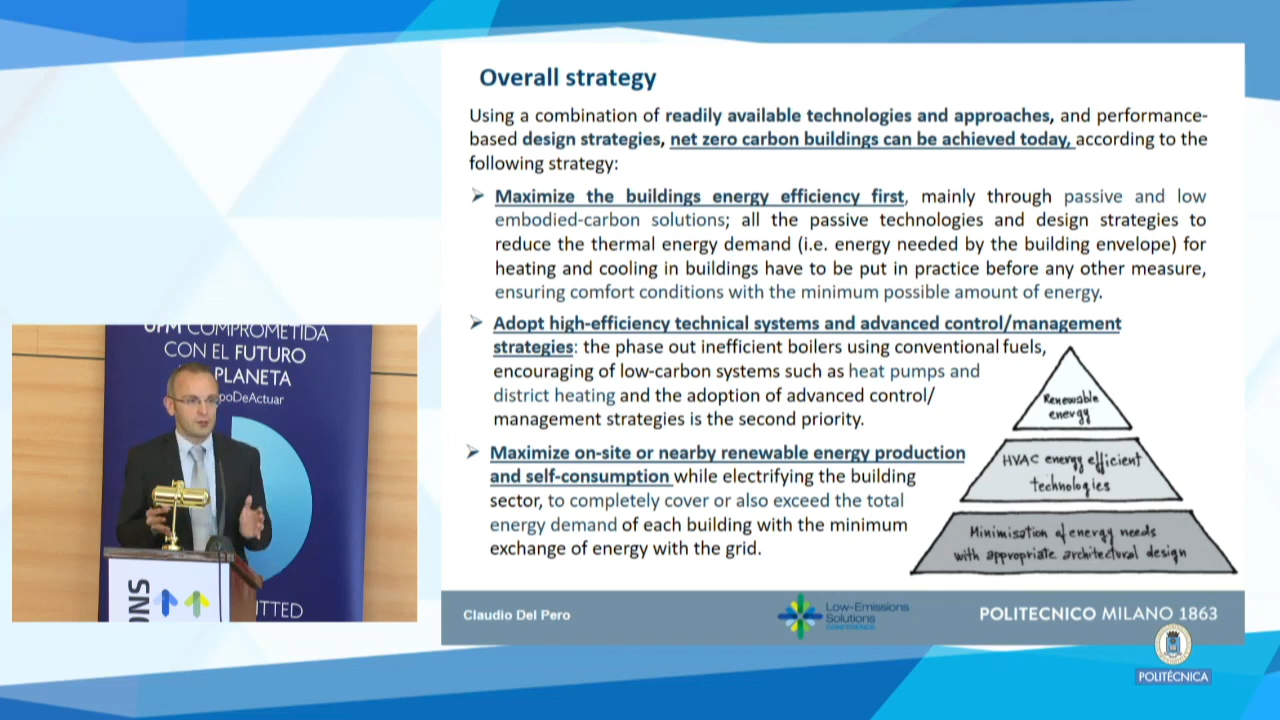 Overall strategy
Using a combination of readily available technologies and approaches, and performance-
based design strategies, net zero carbon buildings can be achieved today, according to the
following strategy:
➢ Maximize the buildings energy efficiency first, mainly through passive and low
embodied-carbon solutions; all the passive technologies and design strategies to
reduce the thermal energy demand (i.e. energy needed by the building envelope) for
heating and cooling in buildings have to be put in practice before any other measure,
ensuring comfort conditions with the minimum possible amount of energy.
➢ Adopt high-efficiency technical systems and advanced control/management
strategies: the phase out inefficient boilers using conventional fuels,
encouraging of low-carbon systems such as heat pumps and
district heating and the adoption of advanced control/
management strategies is the second priority.
➢ Maximize on-site or nearby renewable energy production
and self-consumption while electrifying the building
sector, to completely cover or also exceed the total
energy demand of each building with the minimum
exchange of energy with the grid.
Renewable
energy
HVAC energy efficient
technologies
Minimisation of energy needs
with appropriate architectural design
Claudio Del Pero
Low-Emissions
Solutions
CONFERENCE
POLITECNICO MILANO 1863
POLITÉCNICA
UPM COMPROMETIDA
CON EL FUTURO
PLANETA
poDeActuar
ITTED
ONS